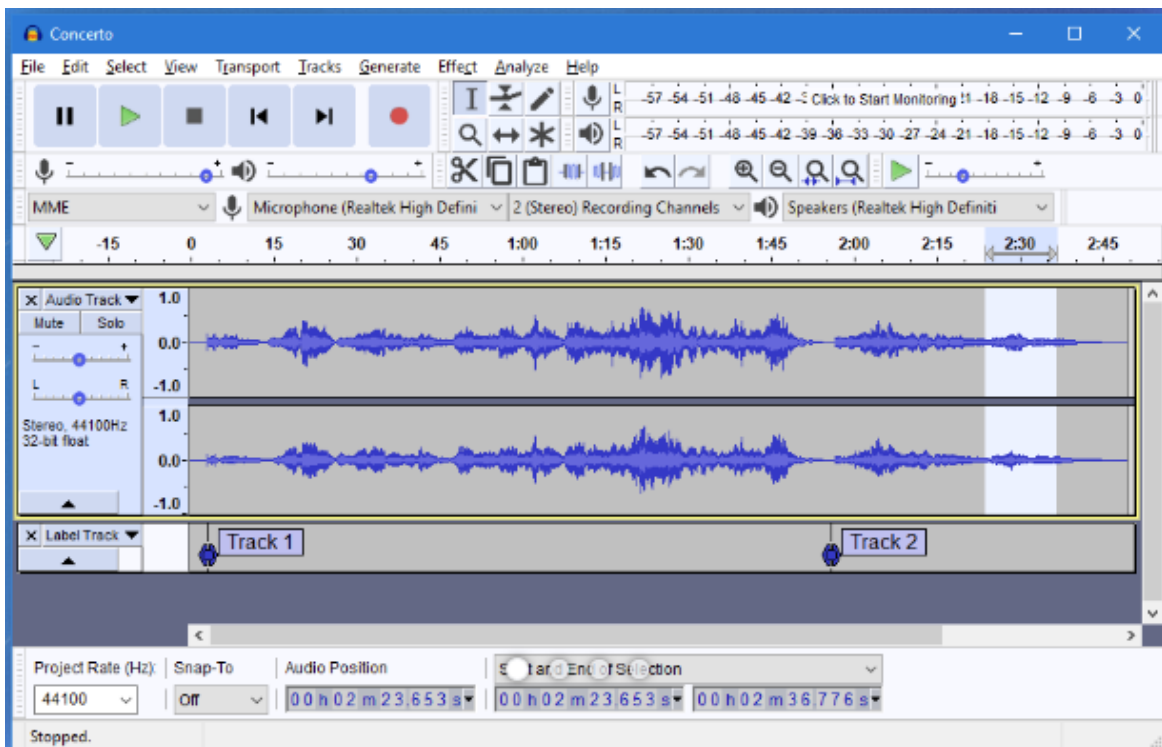 Concerto
File Edit Select View Transport Tracks Generate Effect Analyze Help
L R -57 -54 -51 -48 -45 -42 Click to Start Monitoring -18 -15 -12 -9 -6 -3 0
L R -57 -54 -51 -48 -45 -42 -39 -36 -33 -30 -27 -24 -21 -18 -15 -12 -9 -6 -3 0
MME Microphone (Realtek High Defini 2 (Stereo) Recording Channels Speakers (Realtek High Definiti
-15 0 15 30 45 1:00 1:15 1:30 1:45 2:00 2:15 2:30 2:45
X Audio Track 1.0
Mute Solo
- + 0.0
L R -1.0
Stereo, 44100Hz 1.0
32-bit float
0.0
-1.0
X Label Track
Track 1 Track 2
Project Rate (Hz): Snap-To Audio Position Start and End of Selection
44100 Off 00 h 02 m 23.653 s 00 h 02 m 23.653 s 00 h 02 m 36.776 s
Stopped.